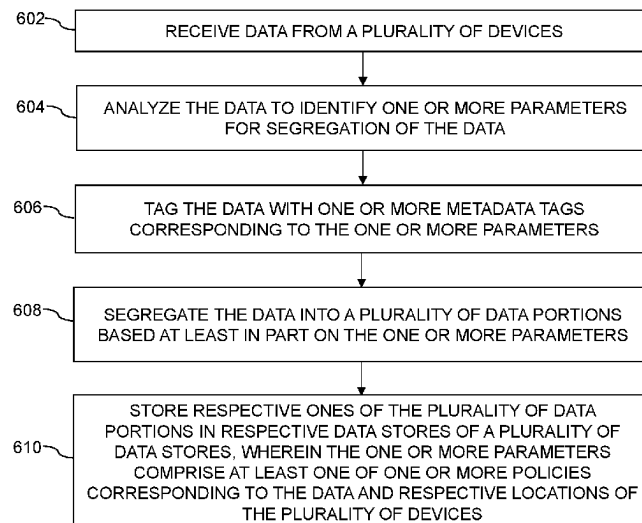 602
RECEIVE DATA FROM A PLURALITY OF DEVICES
604
ANALYZE THE DATA TO IDENTIFY ONE OR MORE PARAMETERS
FOR SEGREGATION OF THE DATA
606
TAG THE DATA WITH ONE OR MORE METADATA TAGS
CORRESPONDING TO THE ONE OR MORE PARAMETERS
608
SEGREGATE THE DATA INTO A PLURALITY OF DATA PORTIONS
BASED AT LEAST IN PART ON THE ONE OR MORE PARAMETERS
610
STORE RESPECTIVE ONES OF THE PLURALITY OF DATA
PORTIONS IN RESPECTIVE DATA STORES OF A PLURALITY OF
DATA STORES, WHEREIN THE ONE OR MORE PARAMETERS
COMPRISE AT LEAST ONE OF ONE OR MORE POLICIES
CORRESPONDING TO THE DATA AND RESPECTIVE LOCATIONS OF
THE PLURALITY OF DEVICES